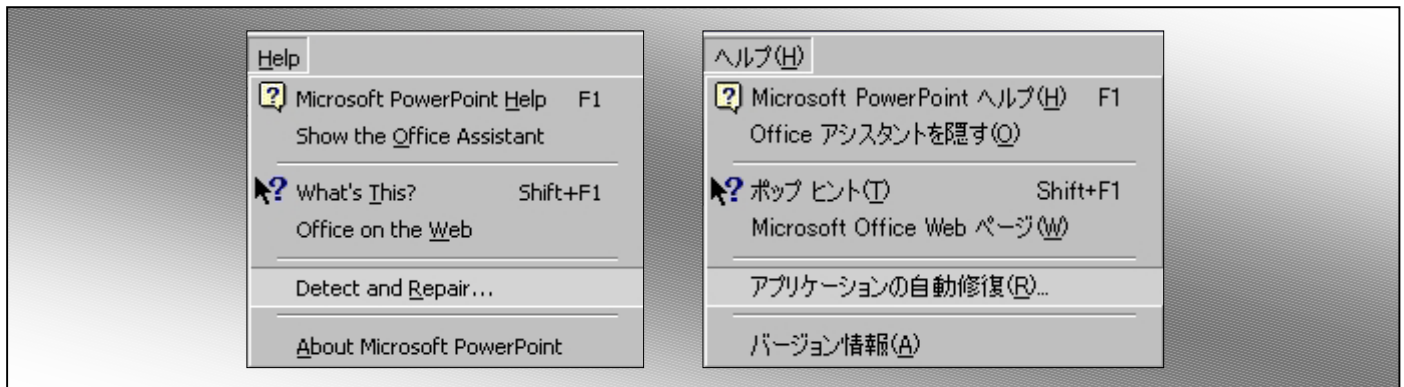 Help
Microsoft PowerPoint Help F1
Show the Office Assistant
What's This? Shift+F1
Office on the Web
Detect and Repair...
About Microsoft PowerPoint
ヘルプ(H)
Microsoft PowerPoint ヘルプ(H) F1
Office アシスタントを隠す(O)
ポップ ヒント(T) Shift+F1
Microsoft Office Web ページ(W)
アプリケーションの自動修復(R)...
バージョン情報(A)